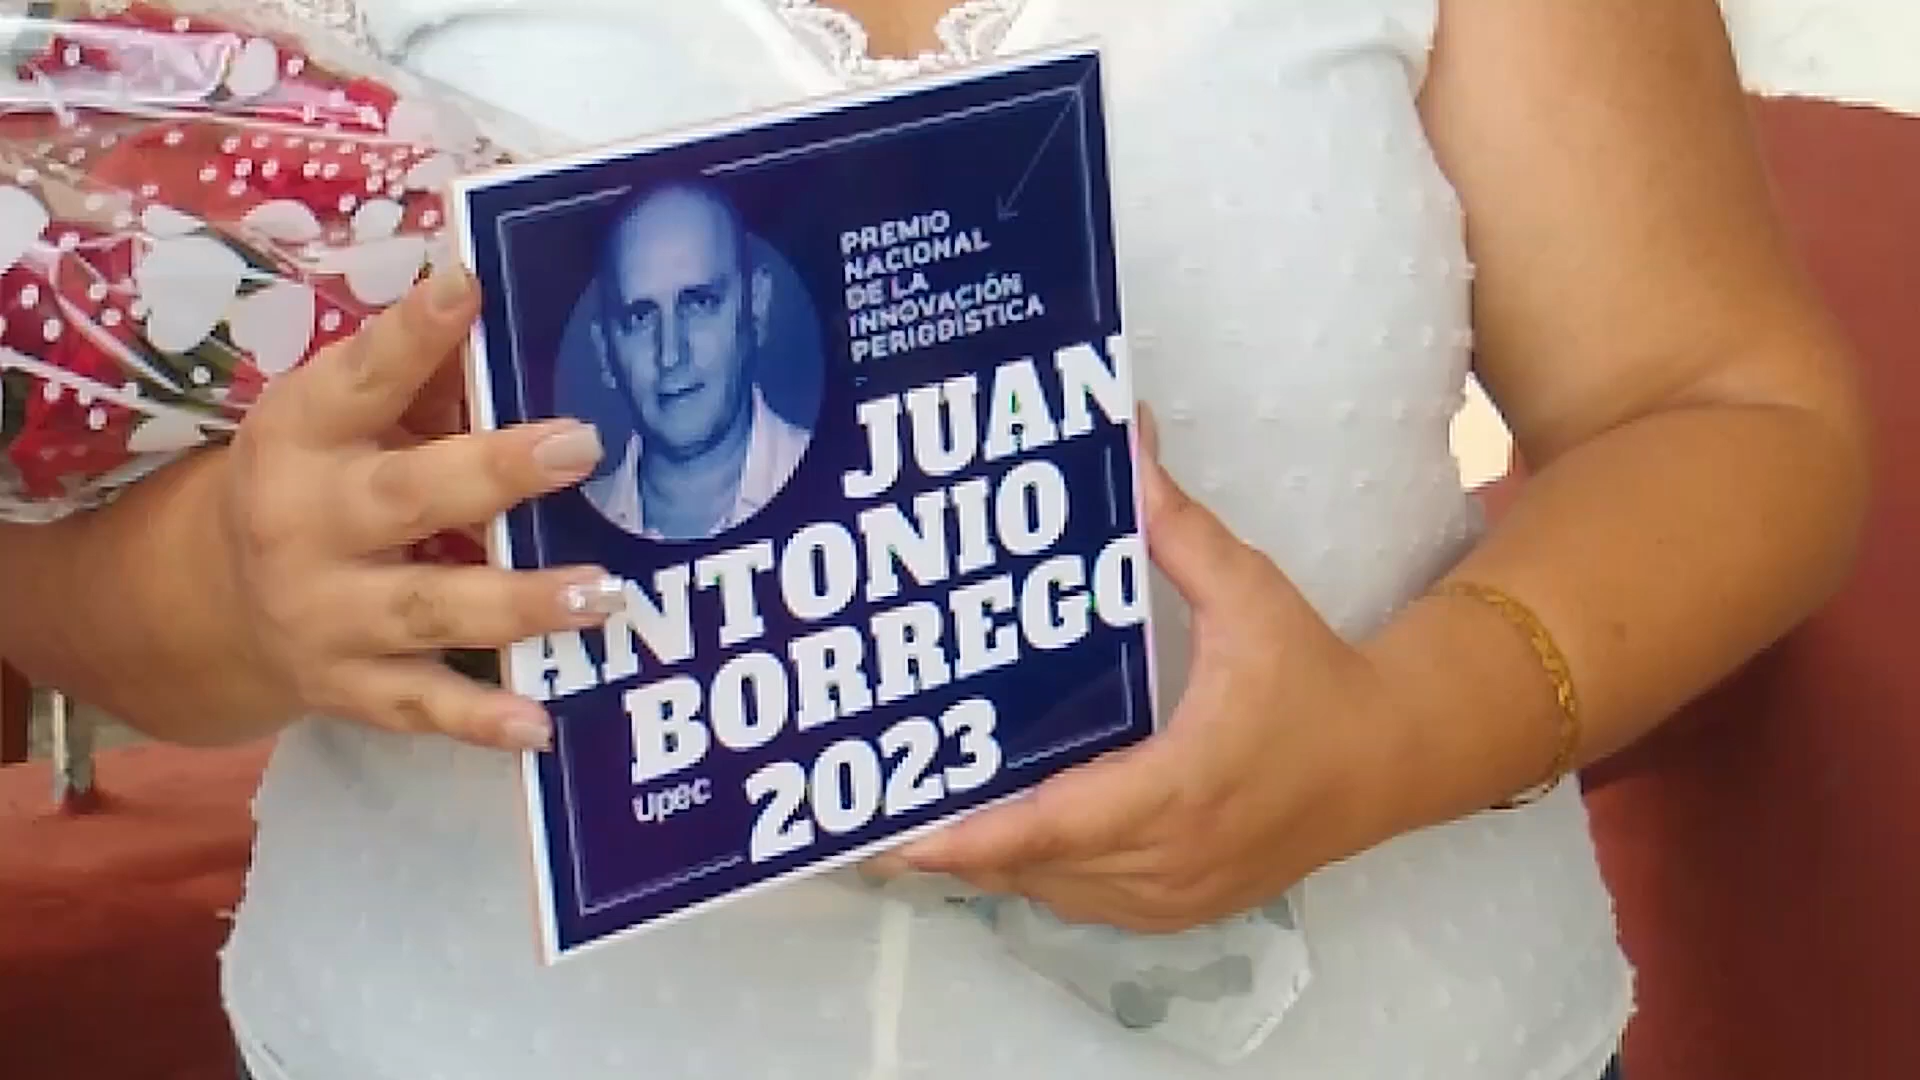 PREMIO
NACIONAL
DE LA
INNOVACIÓN
PERIODÍSTICA
JUAN
ANTONIO
BORREGO
upec
2023